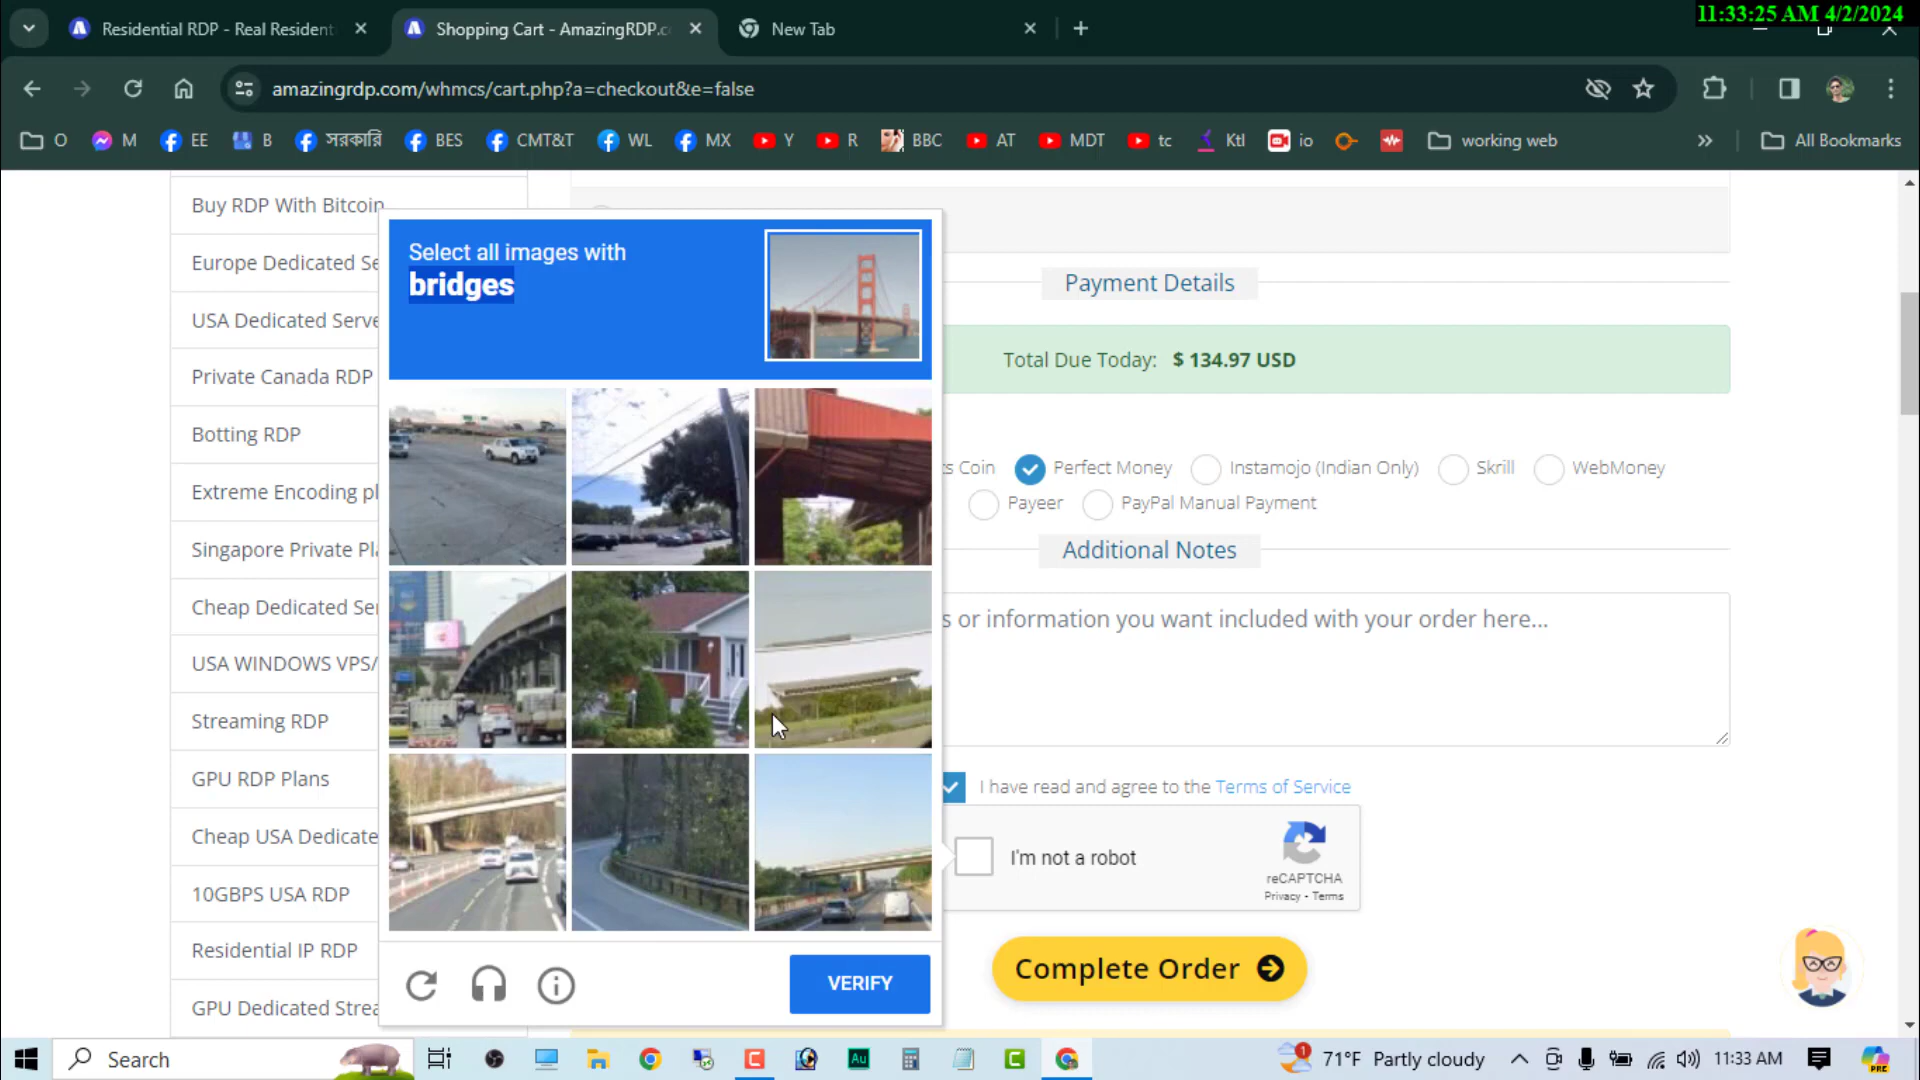 11:33:25 AM 4/2/2024
Residential RDP - Real Resident
Shopping Cart - AmazingRDP.c
New Tab
amazingrdp.com/whmcs/cart.php?a=checkout&e=false
O
M
EE
B
সরকারি
BES
CMT&T
WL
MX
Y
R
BBC
AT
MDT
tc
Ktl
io
working web
All Bookmarks
Buy RDP With Bitcoin
Europe Dedicated Se
USA Dedicated Serve
Private Canada RDP
Botting RDP
Extreme Encoding pl
Singapore Private Pla
Cheap Dedicated Ser
USA WINDOWS VPS/
Streaming RDP
GPU RDP Plans
Cheap USA Dedicate
10GBPS USA RDP
Residential IP RDP
GPU Dedicated Strea
Select all images with
bridges
VERIFY
Payment Details
Total Due Today: $ 134.97 USD
ts Coin
Perfect Money
Instamojo (Indian Only)
Skrill
WebMoney
Payeer
PayPal Manual Payment
Additional Notes
s or information you want included with your order here...
I have read and agree to the Terms of Service
I'm not a robot
reCAPTCHA
Privacy - Terms
Complete Order
Search
Au
1
71°F Partly cloudy
11:33 AM
PRE